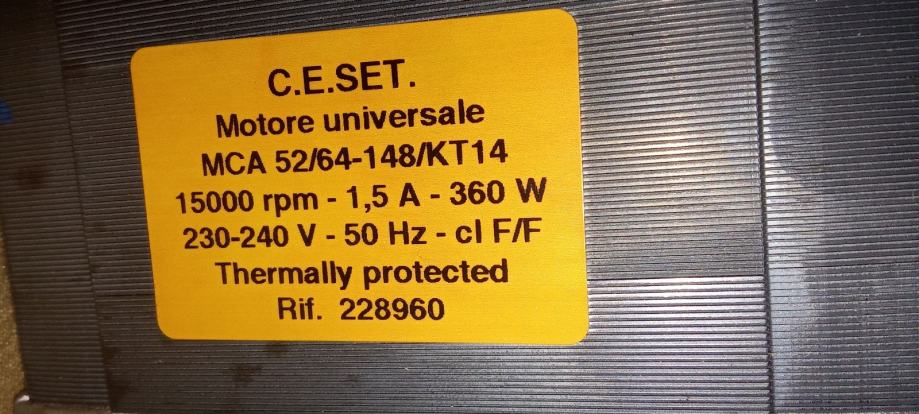 C.E.SET.
Motore universale
MCA 52/64-148/KT14
15000 rpm - 1,5 A - 360 W
230-240 V - 50 Hz - cl F/F
Thermally protected
Rif. 228960